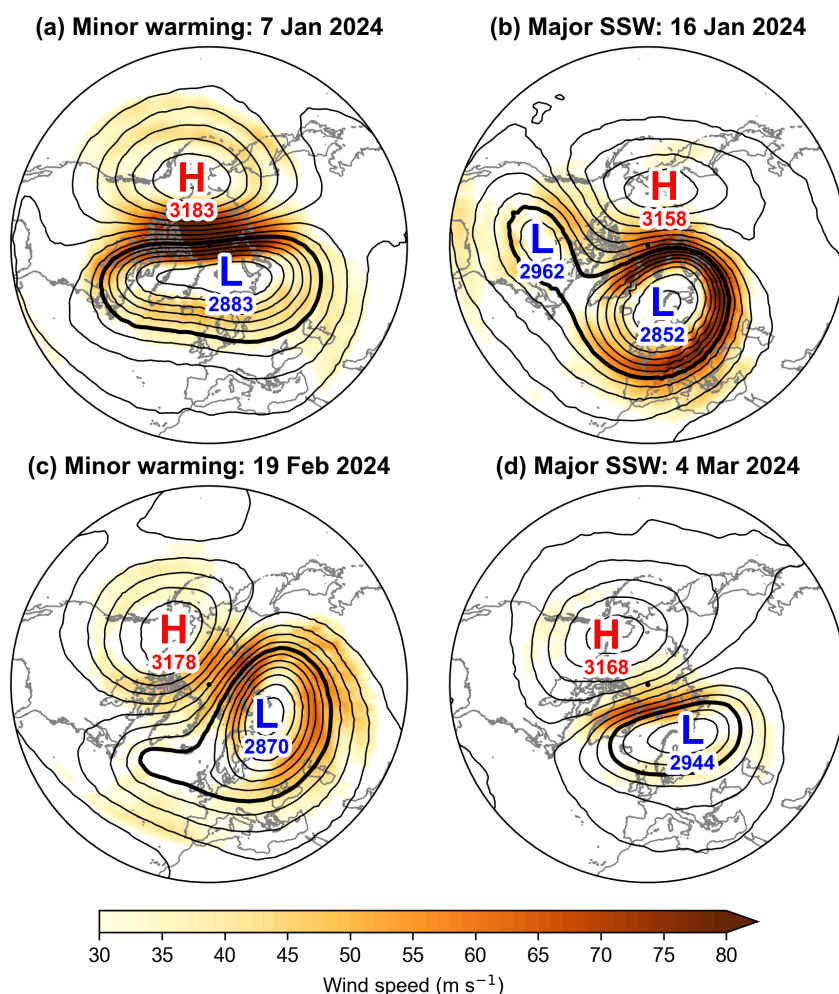 (a) Minor warming: 7 Jan 2024
(b) Major SSW: 16 Jan 2024
H
3183
L
2883
H
3158
L
2962
L
2852
(c) Minor warming: 19 Feb 2024
(d) Major SSW: 4 Mar 2024
H
3178
L
2870
H
3168
L
2944
30 35 40 45 50 55 60 65 70 75 80
Wind speed (m s⁻¹)